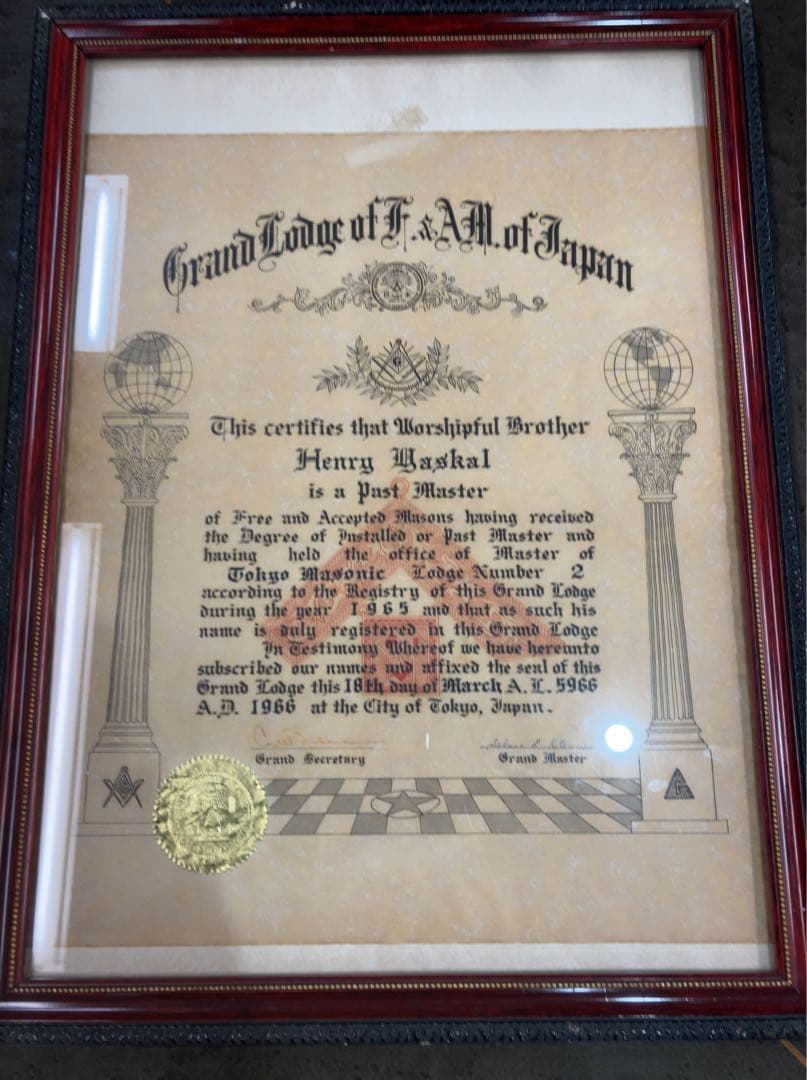 Grand Lodge of F. & A.M. of Japan
G
This certifies that Worshipful Brother
Henry Yaskal
is a Past Master
of Free and Accepted Masons having received
the Degree of Installed or Past Master and
having held the office of Master of
Tokyo Masonic Lodge Number 2
according to the Registry of this Grand Lodge
during the year 1965 and that as such his
name is duly registered in this Grand Lodge
In Testimony Whereof we have hereunto
subscribed our names and affixed the seal of this
Grand Lodge this 18th day of March A.L. 5966
A.D. 1966 at the City of Tokyo, Japan.
Grand Secretary
Grand Master